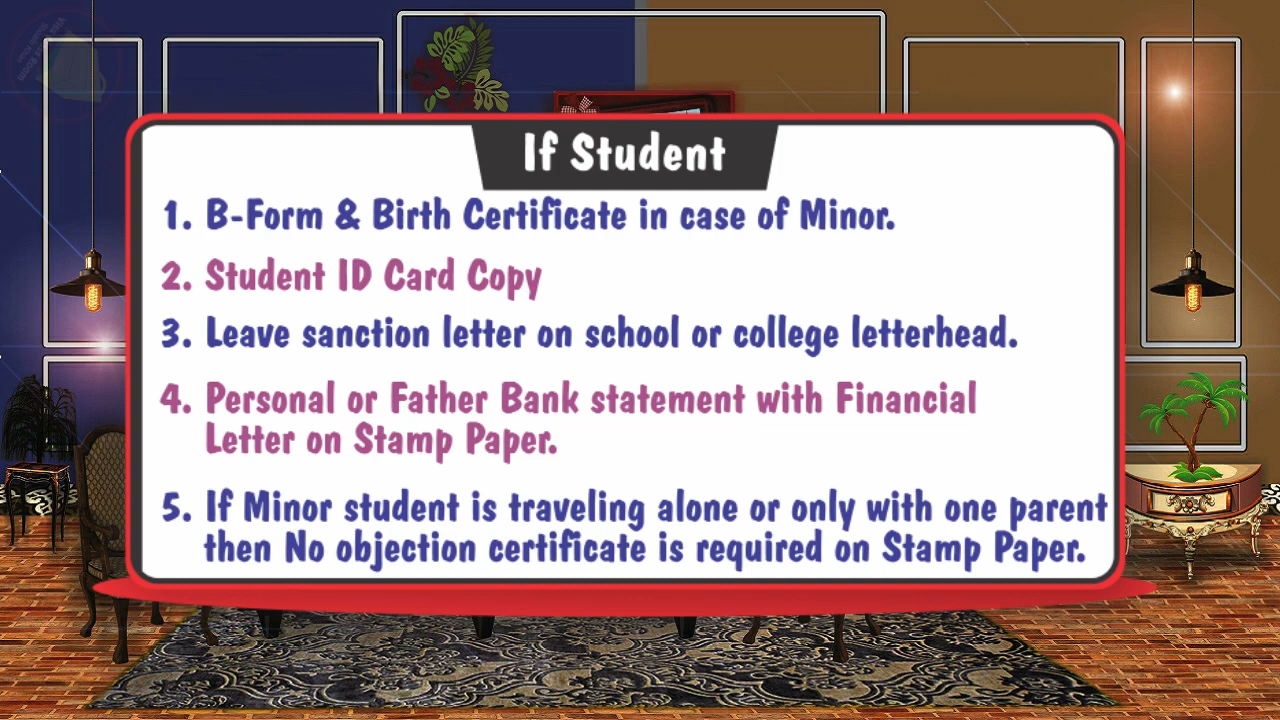 If Student
1. B-Form & Birth Certificate in case of Minor.
2. Student ID Card Copy
3. Leave sanction letter on school or college letterhead.
4. Personal or Father Bank statement with Financial
Letter on Stamp Paper.
5. If Minor student is traveling alone or only with one parent
then No objection certificate is required on Stamp Paper.